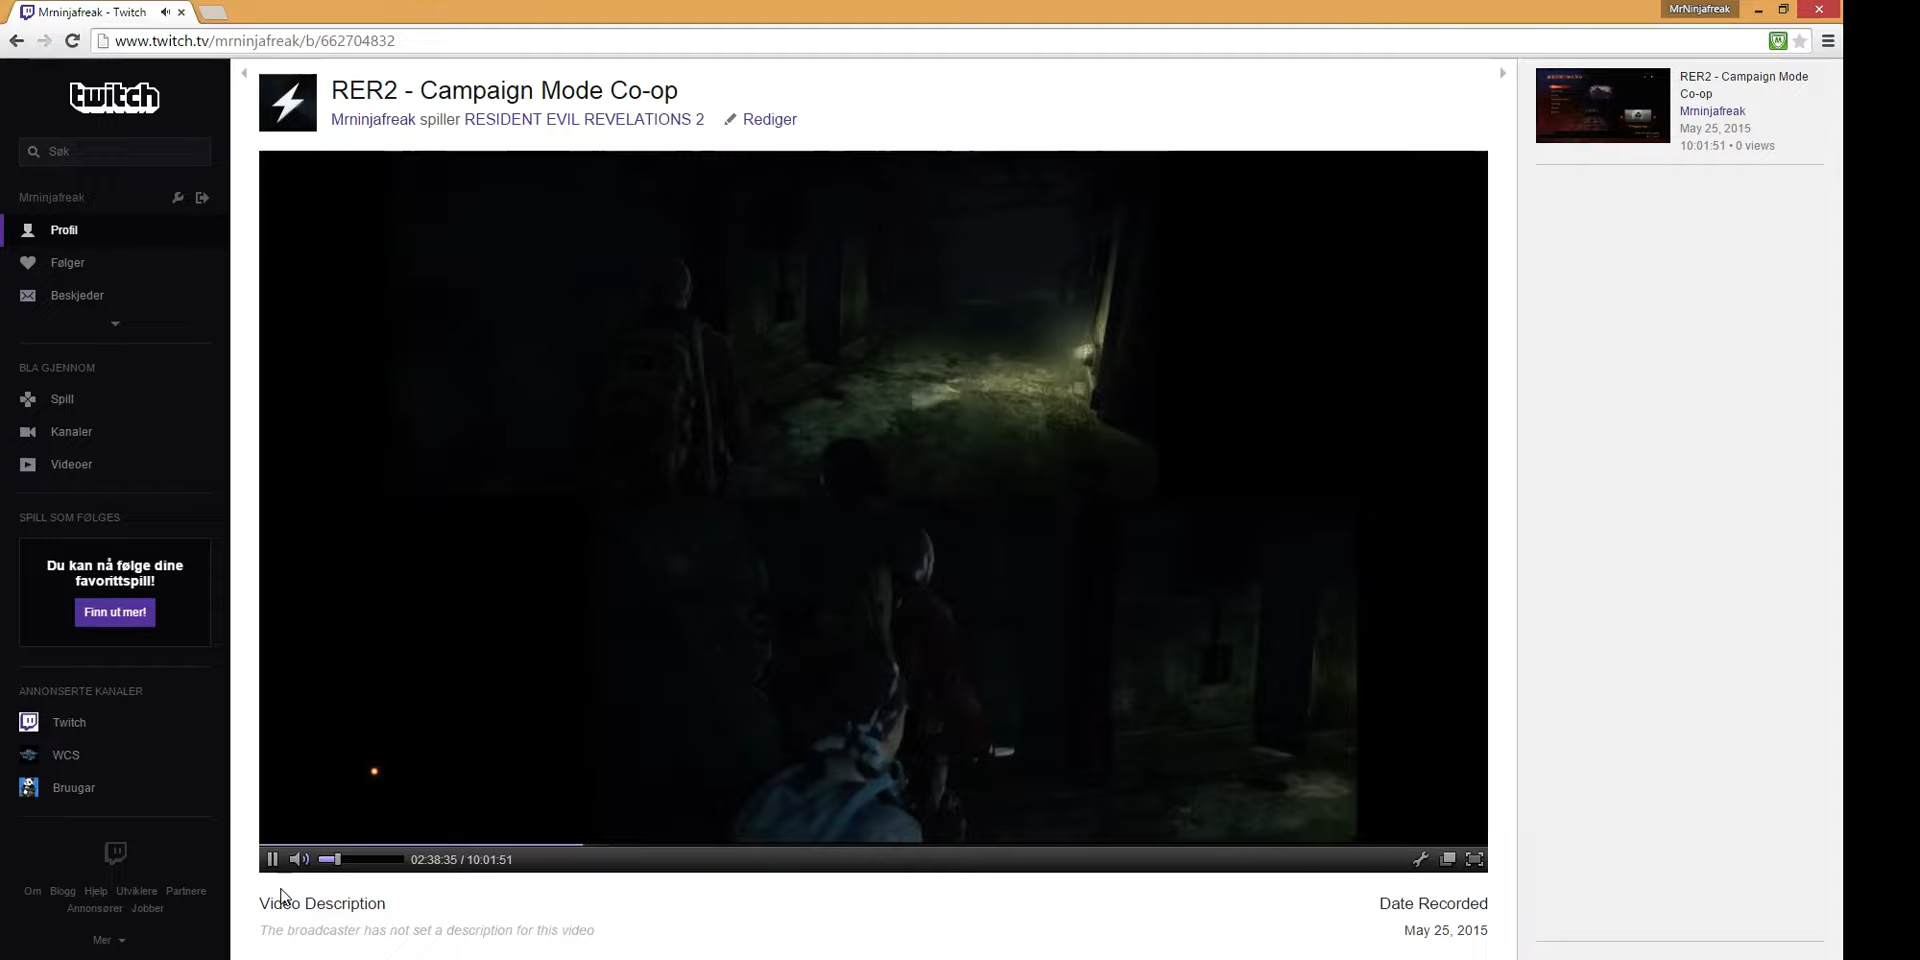 Mrninjafreak - Twitch
MrNinjafreak
www.twitch.tv/mrninjafreak/b/662704832
twitch
Søk
Mrninjafreak
Profil
Følger
Beskjeder
BLA GJENNOM
Spill
Kanaler
Videoer
SPILL SOM FØLGES
Du kan nå følge dine
favorittspill!
Finn ut mer!
ANNONSERTE KANALER
Twitch
WCS
Bruugar
Om Blogg Hjelp Utviklere Partnere
Annonsører Jobber
Mer
RER2 - Campaign Mode Co-op
Mrninjafreak spiller RESIDENT EVIL REVELATIONS 2 Rediger
02:38:35 / 10:01:51
Video Description
The broadcaster has not set a description for this video
Date Recorded
May 25, 2015
RER2 - Campaign Mode
Co-op
Mrninjafreak
May 25, 2015
10:01:51 • 0 views